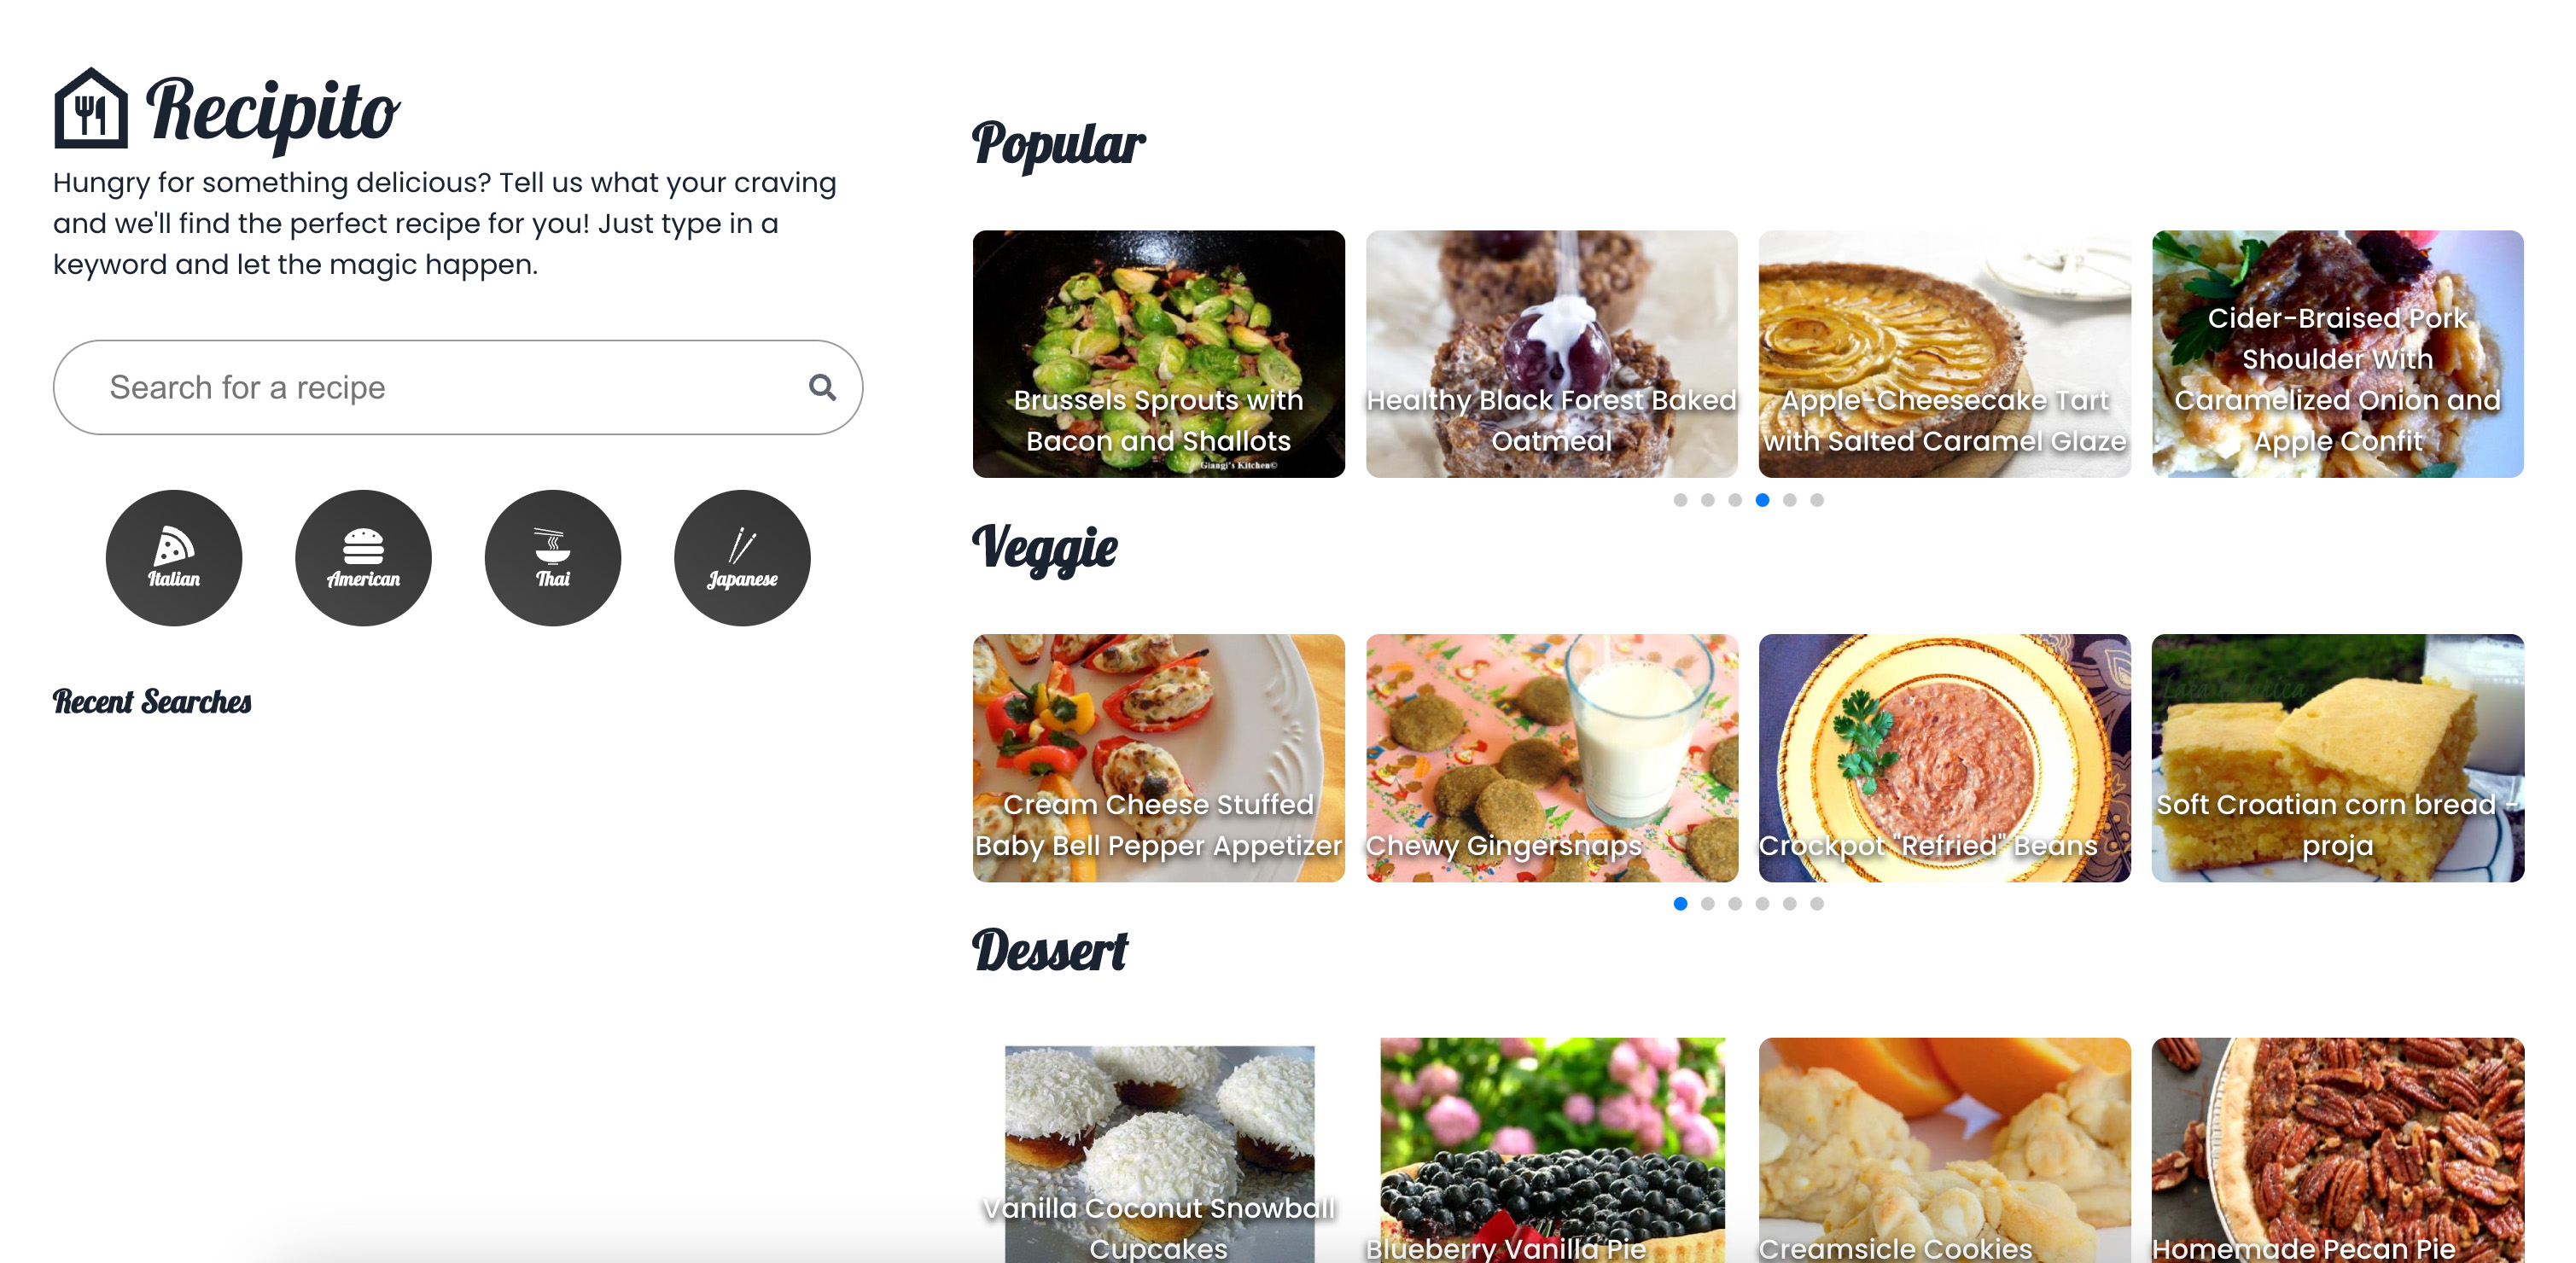 Recipito
Hungry for something delicious? Tell us what your craving
and we'll find the perfect recipe for you! Just type in a
keyword and let the magic happen.
Search for a recipe
Italian
American
Thai
Japanese
Recent Searches
Popular
Brussels Sprouts with
Bacon and Shallots
Giangi's Kitchen©
Healthy Black Forest Baked
Oatmeal
Apple-Cheesecake Tart
with Salted Caramel Glaze
Cider-Braised Pork
Shoulder With
Caramelized Onion and
Apple Confit
Veggie
Cream Cheese Stuffed
Baby Bell Pepper Appetizer
Chewy Gingersnaps
Crockpot "Refried" Beans
Soft Croatian corn bread -
proja
Dessert
Vanilla Coconut Snowball
Cupcakes
Blueberry Vanilla Pie
Creamsicle Cookies
Homemade Pecan Pie